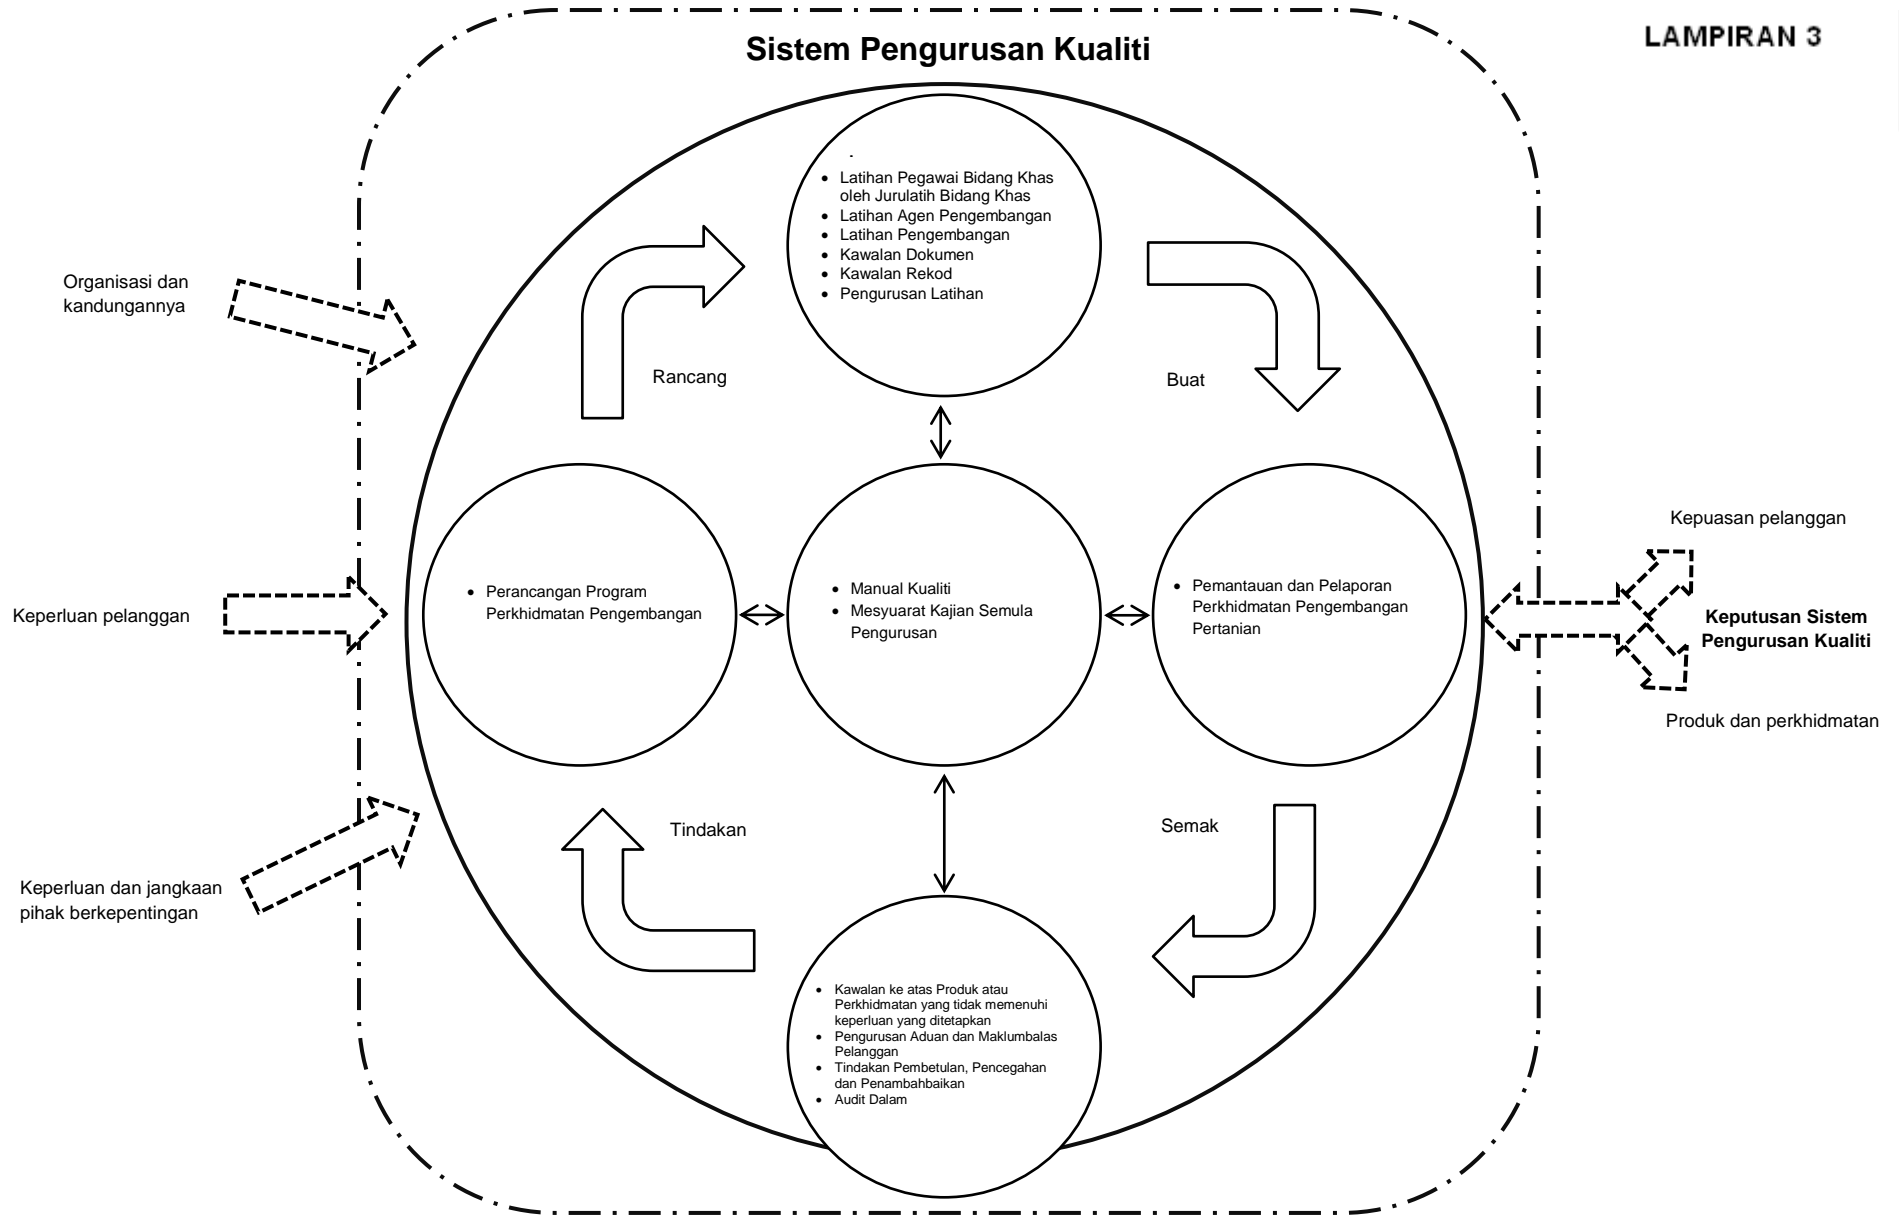 LAMPIRAN 3
Sistem Pengurusan Kualiti
.
• Latihan Pegawai Bidang Khas
oleh Jurulatih Bidang Khas
• Latihan Agen Pengembangan
• Latihan Pengembangan
• Kawalan Dokumen
• Kawalan Rekod
• Pengurusan Latihan
Organisasi dan
kandungannya
Rancang
Buat
Kepuasan pelanggan
Keperluan pelanggan
• Perancangan Program
Perkhidmatan Pengembangan
• Manual Kualiti
• Mesyuarat Kajian Semula
Pengurusan
• Pemantauan dan Pelaporan
Perkhidmatan Pengembangan
Pertanian
Keputusan Sistem
Pengurusan Kualiti
Produk dan perkhidmatan
Tindakan
Semak
Keperluan dan jangkaan
pihak berkepentingan
• Kawalan ke atas Produk atau
Perkhidmatan yang tidak memenuhi
keperluan yang ditetapkan
• Pengurusan Aduan dan Maklumbalas
Pelanggan
• Tindakan Pembetulan, Pencegahan
dan Penambahbaikan
• Audit Dalam